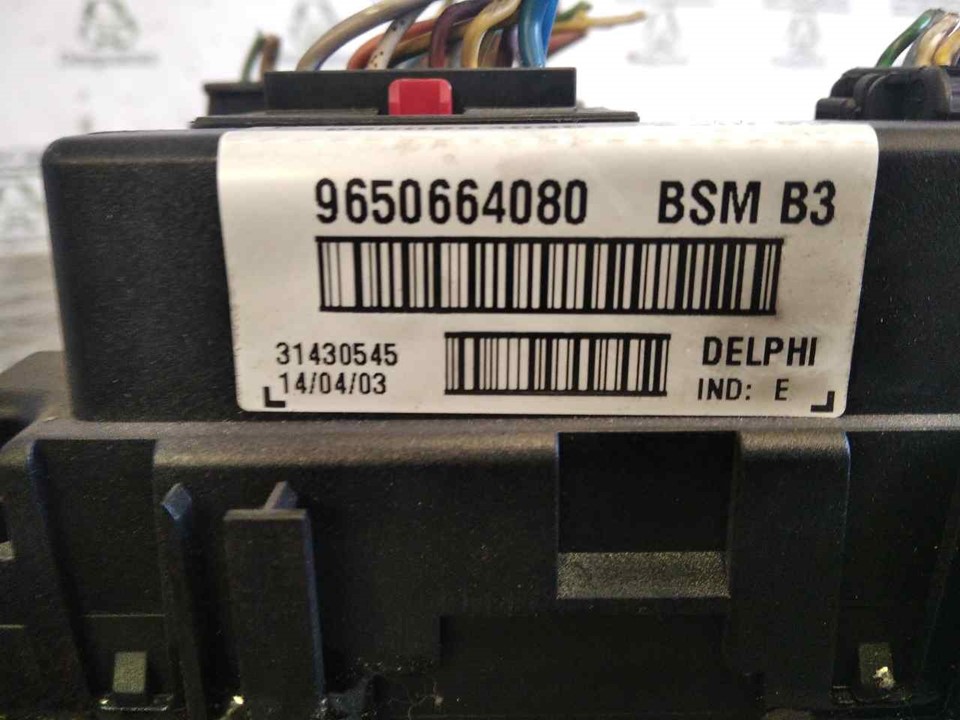 9650664080 BSM B3
31430545
14/04/03
DELPHI
IND: E